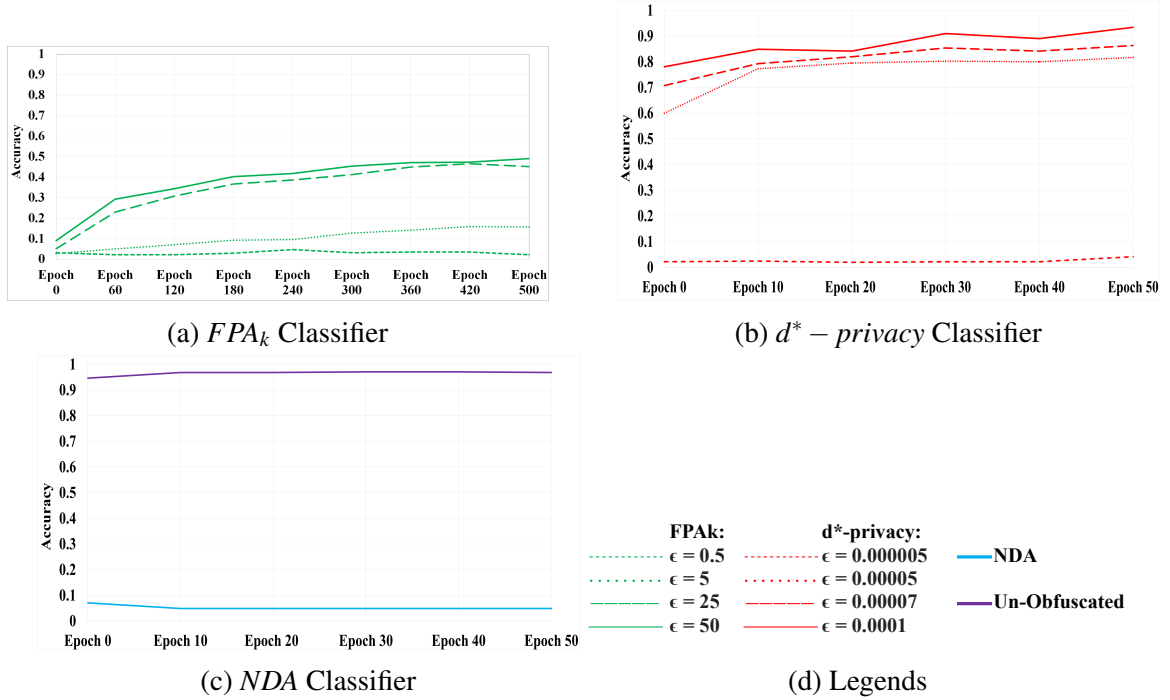 1
0.9
0.8
0.7
0.6
0.5
0.4
0.3
0.2
0.1
0
Accuracy
Epoch 0 Epoch 60 Epoch 120 Epoch 180 Epoch 240 Epoch 300 Epoch 360 Epoch 420 Epoch 500
(a) FPAₖ Classifier
1
0.9
0.8
0.7
0.6
0.5
0.4
0.3
0.2
0.1
0
Accuracy
Epoch 0 Epoch 10 Epoch 20 Epoch 30 Epoch 40 Epoch 50
(b) d* − privacy Classifier
1
0.9
0.8
0.7
0.6
0.5
0.4
0.3
0.2
0.1
0
Accuracy
Epoch 0 Epoch 10 Epoch 20 Epoch 30 Epoch 40 Epoch 50
(c) NDA Classifier
FPAk:
ϵ = 0.5
ϵ = 5
ϵ = 25
ϵ = 50
d*-privacy:
ϵ = 0.000005
ϵ = 0.00005
ϵ = 0.00007
ϵ = 0.0001
NDA
Un-Obfuscated
(d) Legends